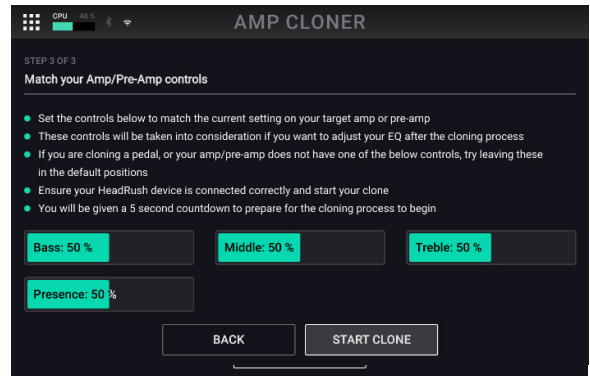 CPU 48 %
AMP CLONER
STEP 3 OF 3
Match your Amp/Pre-Amp controls
Set the controls below to match the current setting on your target amp or pre-amp
These controls will be taken into consideration if you want to adjust your EQ after the cloning process
If you are cloning a pedal, or your amp/pre-amp does not have one of the below controls, try leaving these
in the default positions
Ensure your HeadRush device is connected correctly and start your clone
You will be given a 5 second countdown to prepare for the cloning process to begin
Bass: 50 %
Middle: 50 %
Treble: 50 %
Presence: 50 %
BACK
START CLONE